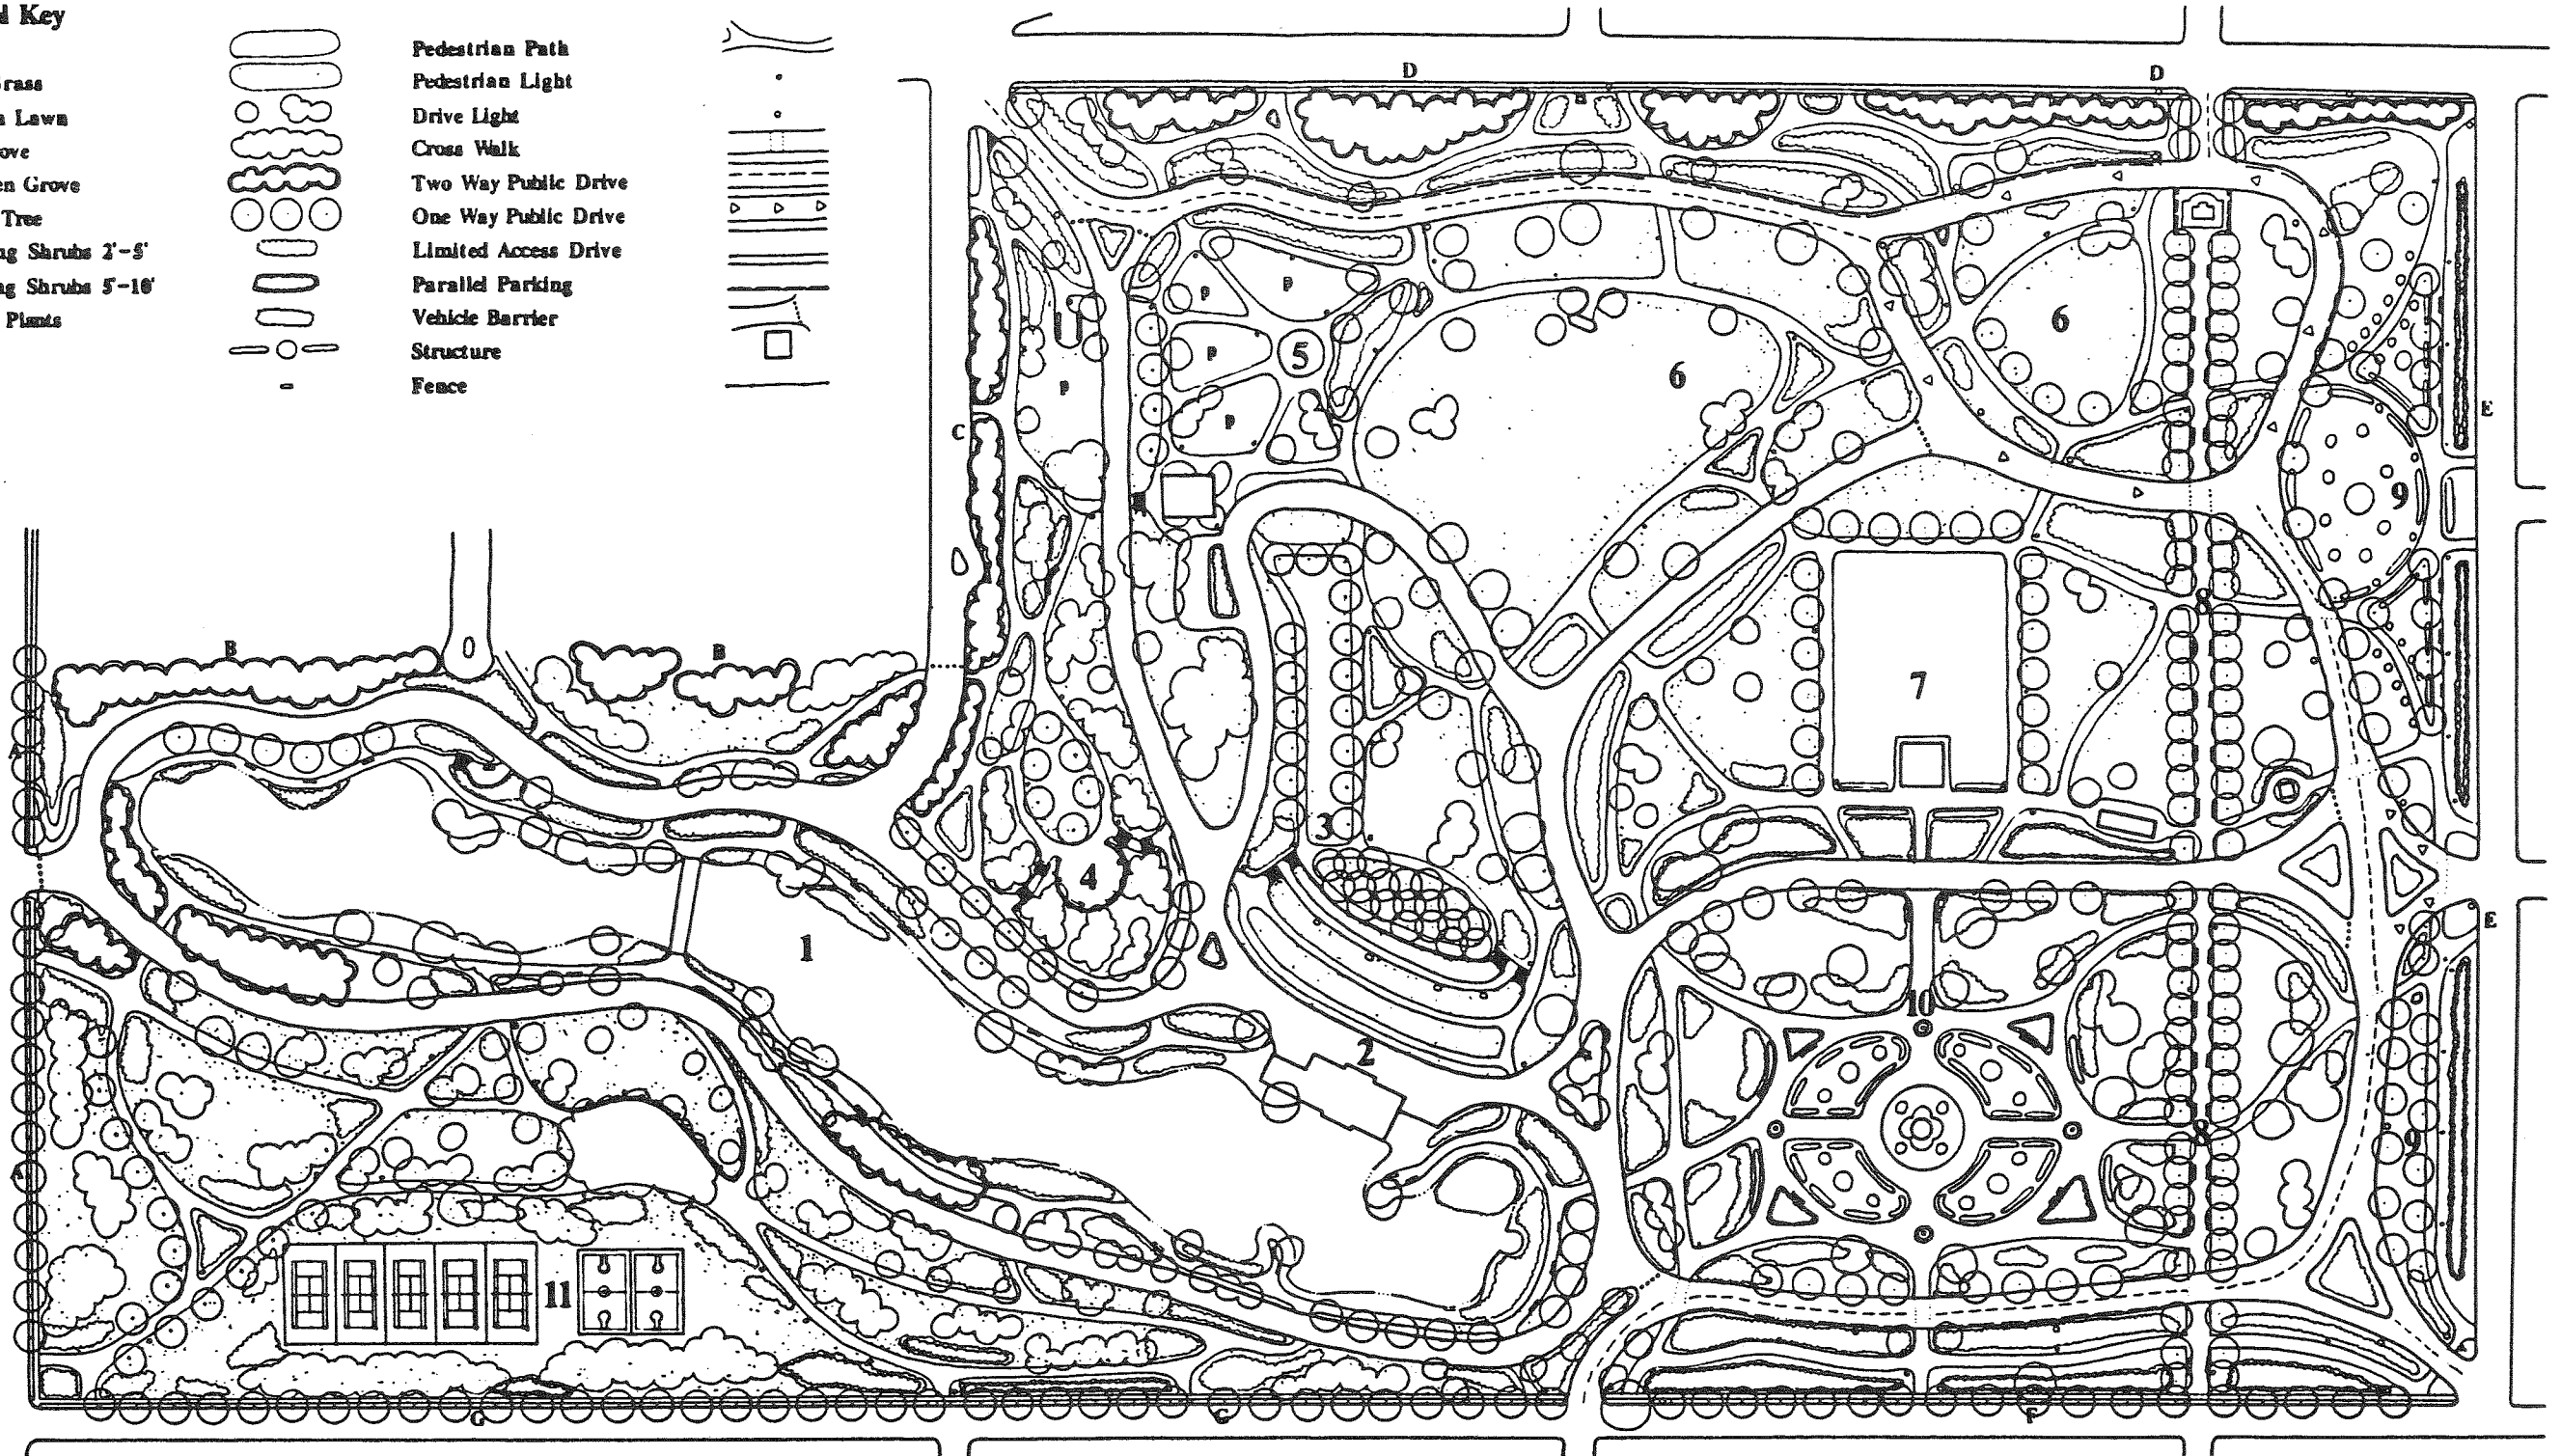 d Key
Pedestrian Path
rass
Pedestrian Light
Lawn
Drive Light
ove
Cross Walk
en Grove
Two Way Public Drive
Tree
One Way Public Drive
ng Shrubs 2'-5'
Limited Access Drive
ng Shrubs 5'-10'
Parallel Parking
Plants
Vehicle Barrier
Structure
Fence
D
D
P
P
5
6
6
P
P
P
C
E
9
8
B
B
7
A
3
4
1
E
10
2
8
9
A
11
G
G
F